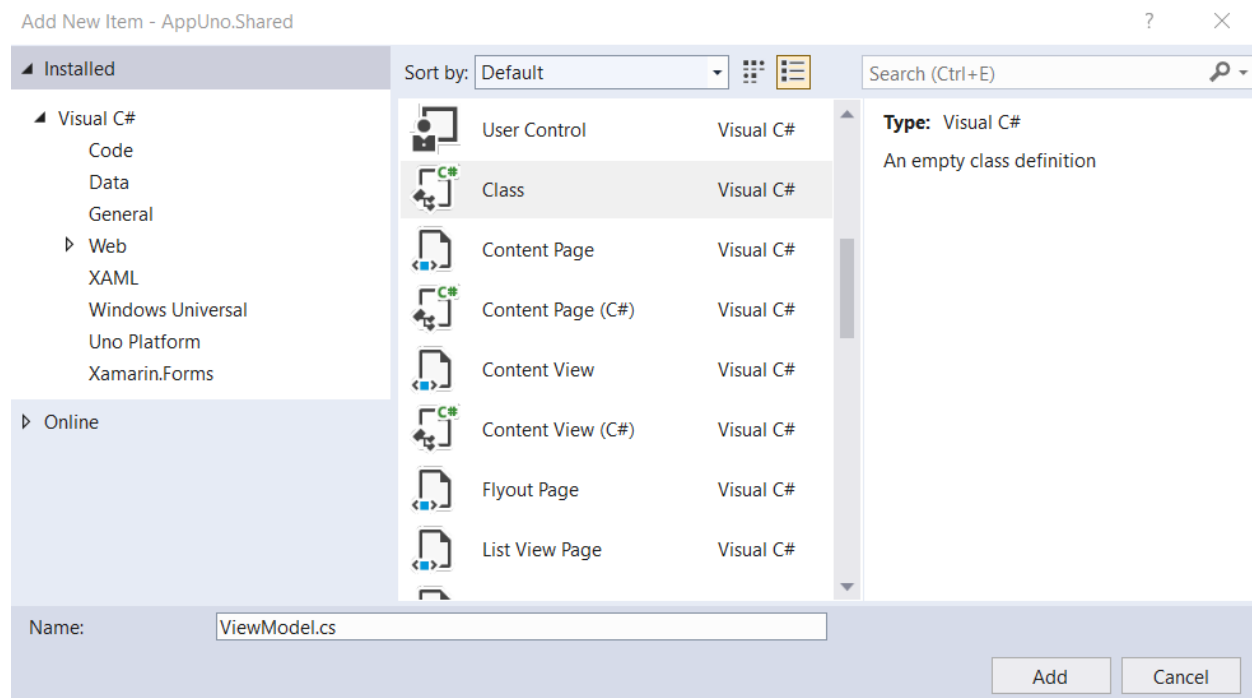 Add New Item - AppUno.Shared
?
Installed
Visual C#
Code
Data
General
Web
XAML
Windows Universal
Uno Platform
Xamarin.Forms
Online
Sort by: Default
User Control Visual C#
C# Class Visual C#
Content Page Visual C#
C# Content Page (C#) Visual C#
Content View Visual C#
C# Content View (C#) Visual C#
Flyout Page Visual C#
List View Page Visual C#
Search (Ctrl+E)
Type: Visual C#
An empty class definition
Name: ViewModel.cs
Add Cancel